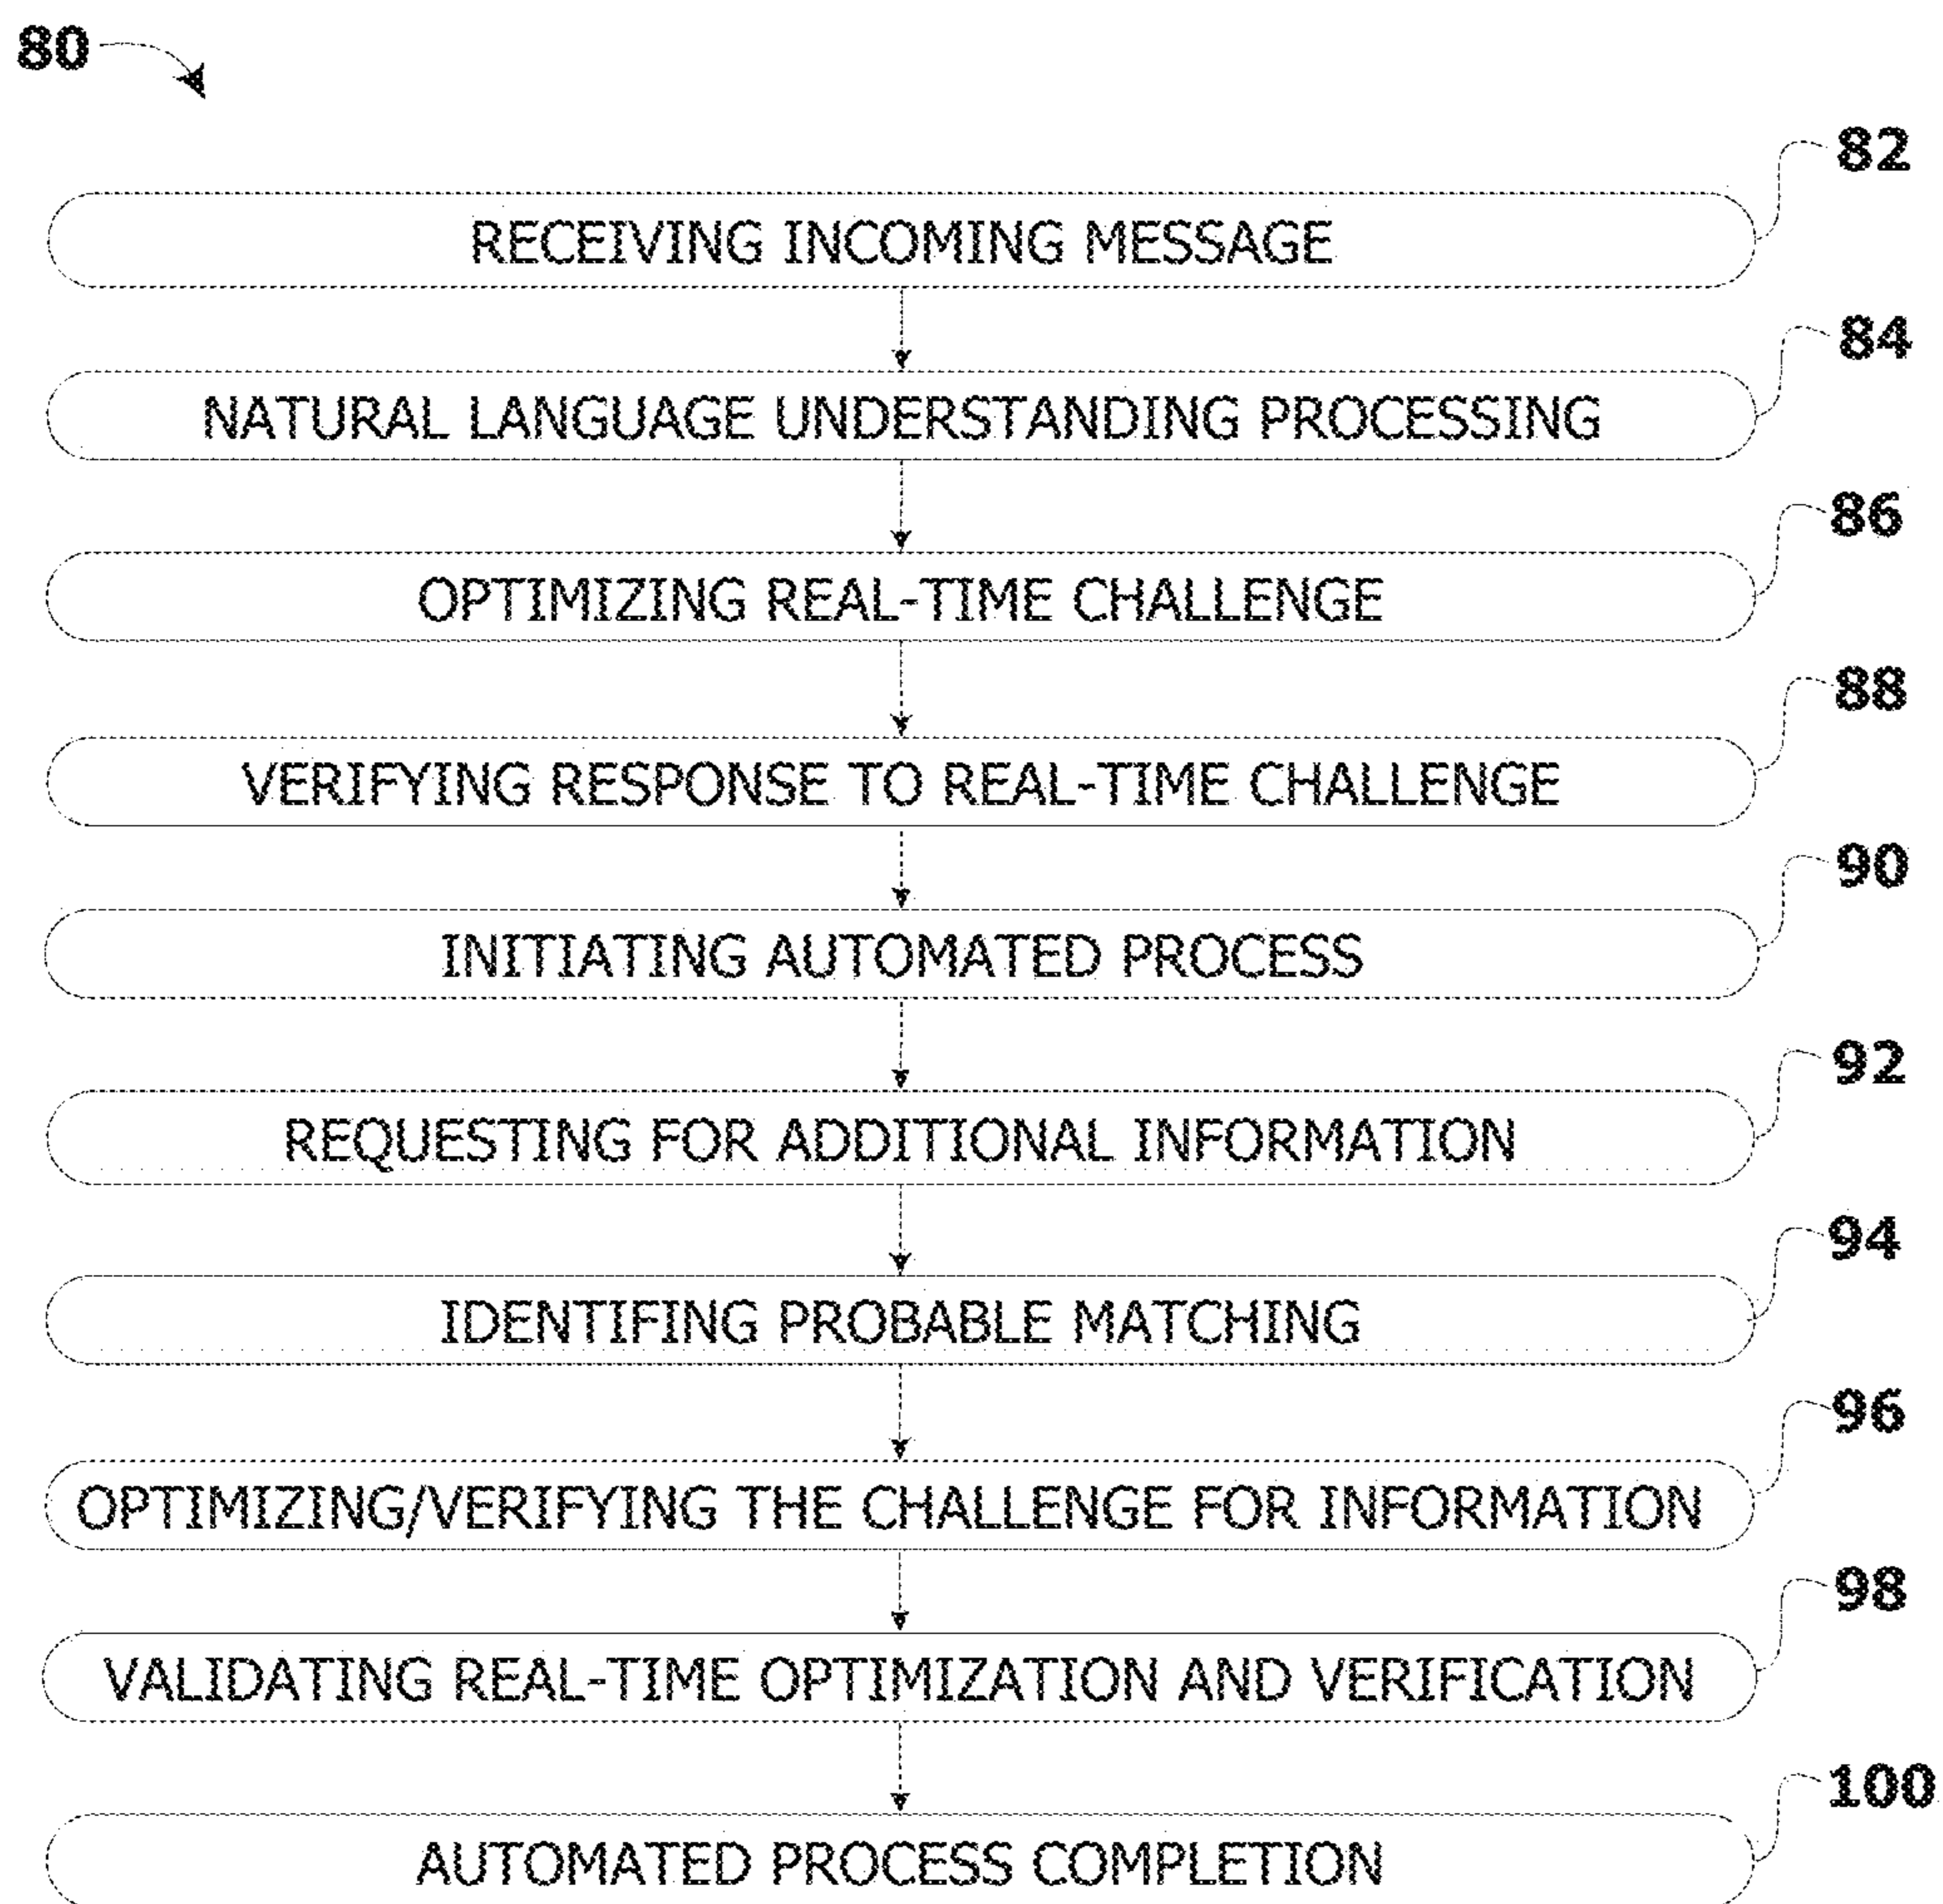 80
82
RECEIVING INCOMING MESSAGE
84
NATURAL LANGUAGE UNDERSTANDING PROCESSING
86
OPTIMIZING REAL-TIME CHALLENGE
88
VERIFYING RESPONSE TO REAL-TIME CHALLENGE
90
INITIATING AUTOMATED PROCESS
92
REQUESTING FOR ADDITIONAL INFORMATION
94
IDENTIFING PROBABLE MATCHING
96
OPTIMIZING/VERIFYING THE CHALLENGE FOR INFORMATION
98
VALIDATING REAL-TIME OPTIMIZATION AND VERIFICATION
100
AUTOMATED PROCESS COMPLETION